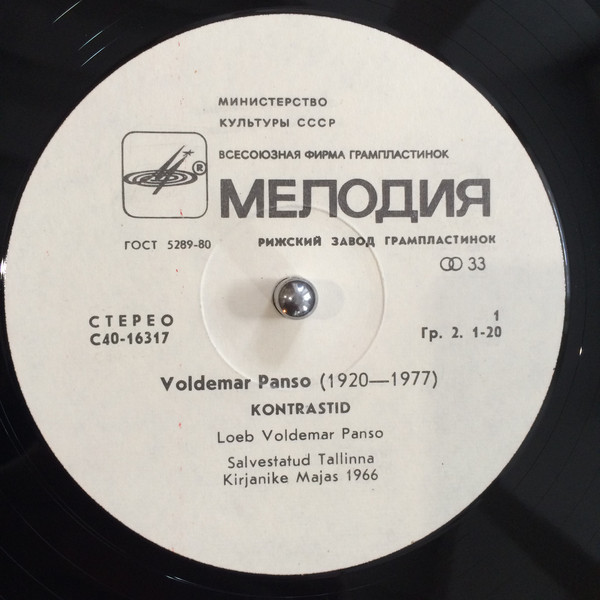 МИНИСТЕРСТВО
КУЛЬТУРЫ СССР
ВСЕСОЮЗНАЯ ФИРМА ГРАМПЛАСТИНОК
®
МЕЛОДИЯ
ГОСТ 5289-80 РИЖСКИЙ ЗАВОД ГРАМПЛАСТИНОК
33
СТЕРЕО 1
С40-16317 Гр. 2. 1-20
Voldemar Panso (1920—1977)
KONTRASTID
Loeb Voldemar Panso
Salvestatud Tallinna
Kirjanike Majas 1966